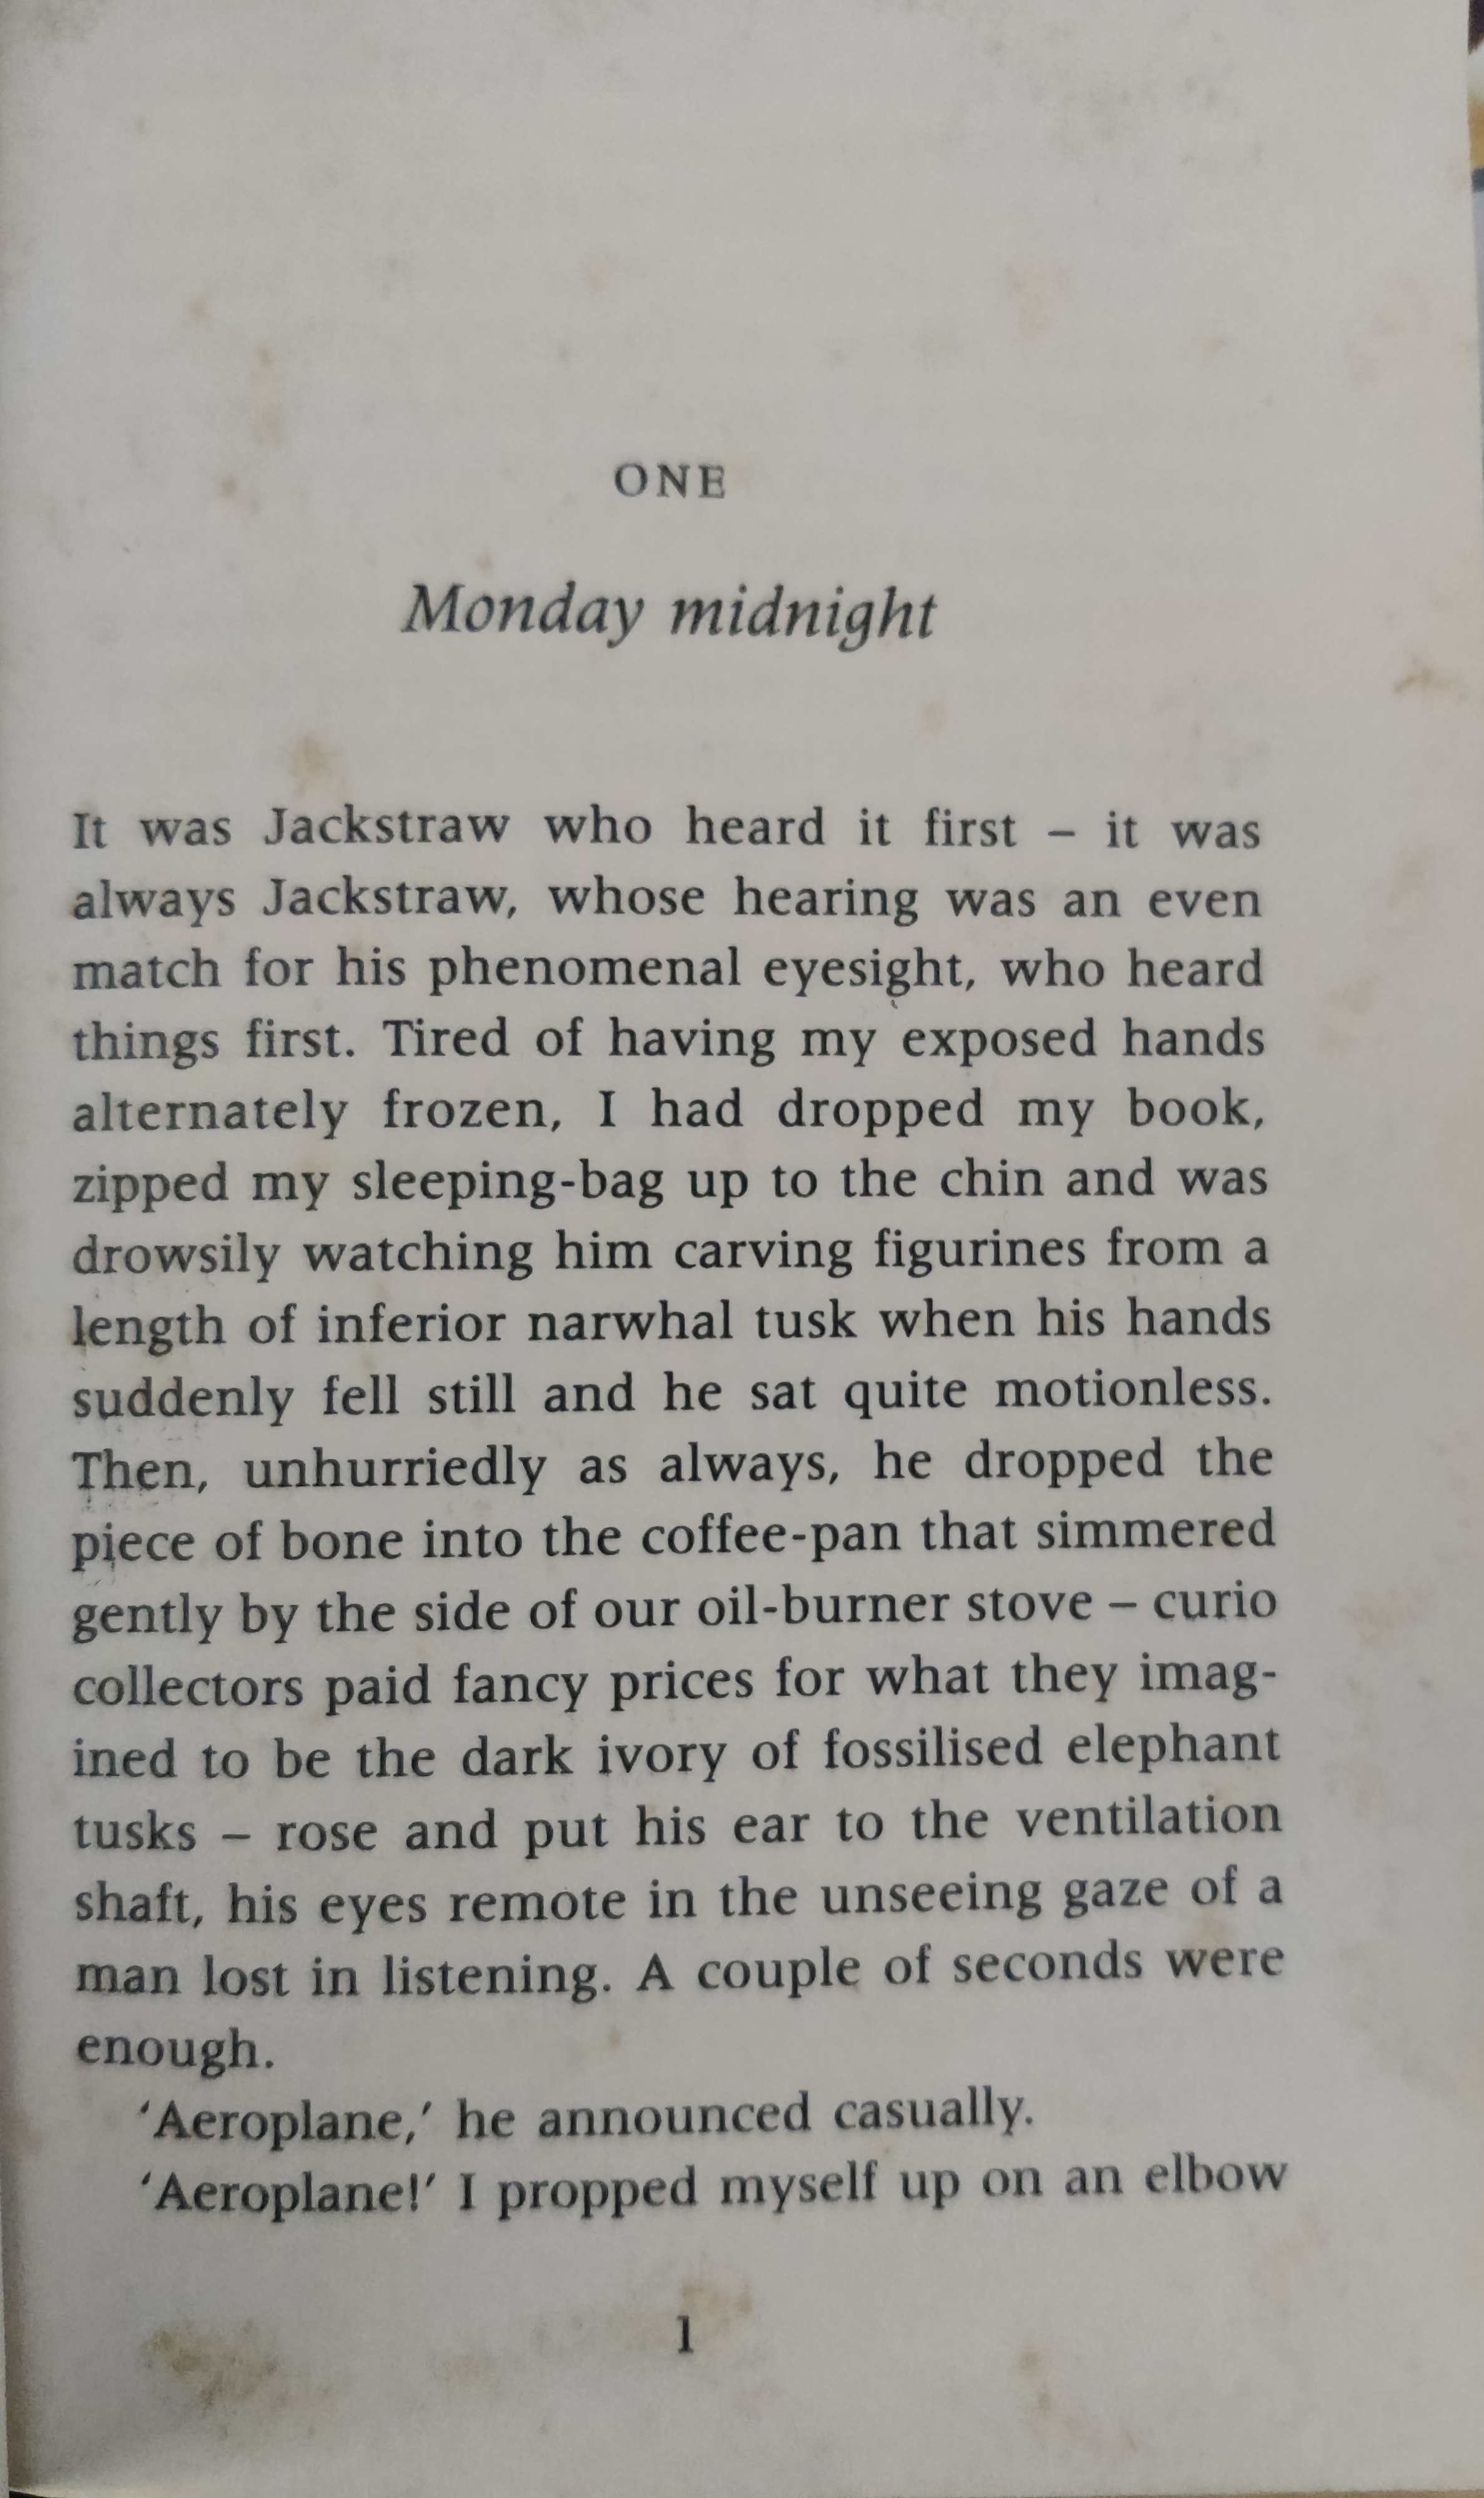 ONE
Monday midnight
It was Jackstraw who heard it first – it was
always Jackstraw, whose hearing was an even
match for his phenomenal eyesight, who heard
things first. Tired of having my exposed hands
alternately frozen, I had dropped my book,
zipped my sleeping-bag up to the chin and was
drowsily watching him carving figurines from a
length of inferior narwhal tusk when his hands
suddenly fell still and he sat quite motionless.
Then, unhurriedly as always, he dropped the
piece of bone into the coffee-pan that simmered
gently by the side of our oil-burner stove – curio
collectors paid fancy prices for what they imag-
ined to be the dark ivory of fossilised elephant
tusks – rose and put his ear to the ventilation
shaft, his eyes remote in the unseeing gaze of a
man lost in listening. A couple of seconds were
enough.
‘Aeroplane,’ he announced casually.
‘Aeroplane!’ I propped myself up on an elbow
1